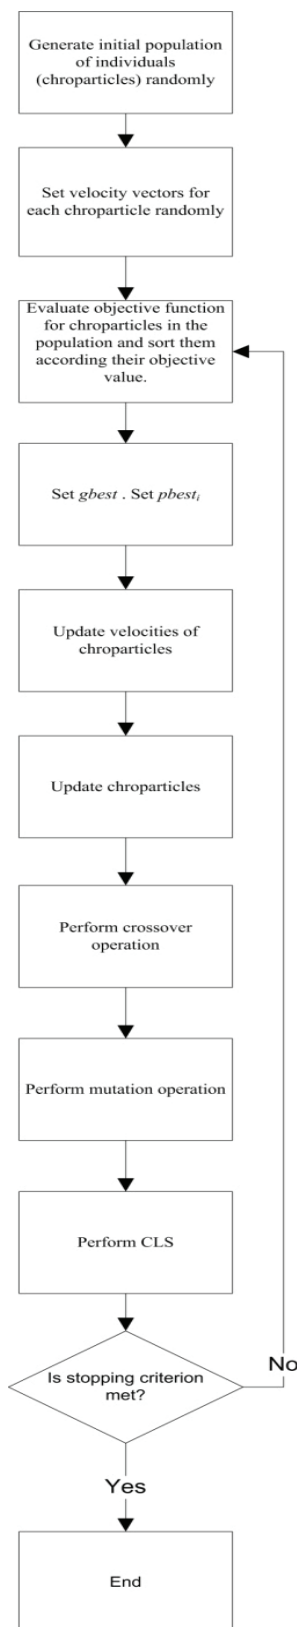 Generate initial population
of individuals
(chroparticles) randomly
Set velocity vectors for
each chroparticle randomly
Evaluate objective function
for chroparticles in the
population and sort them
according their objective
value.
Set gbest . Set pbesti
Update velocities of
chroparticles
Update chroparticles
Perform crossover
operation
Perform mutation operation
Perform CLS
Is stopping criterion
met?
No
Yes
End